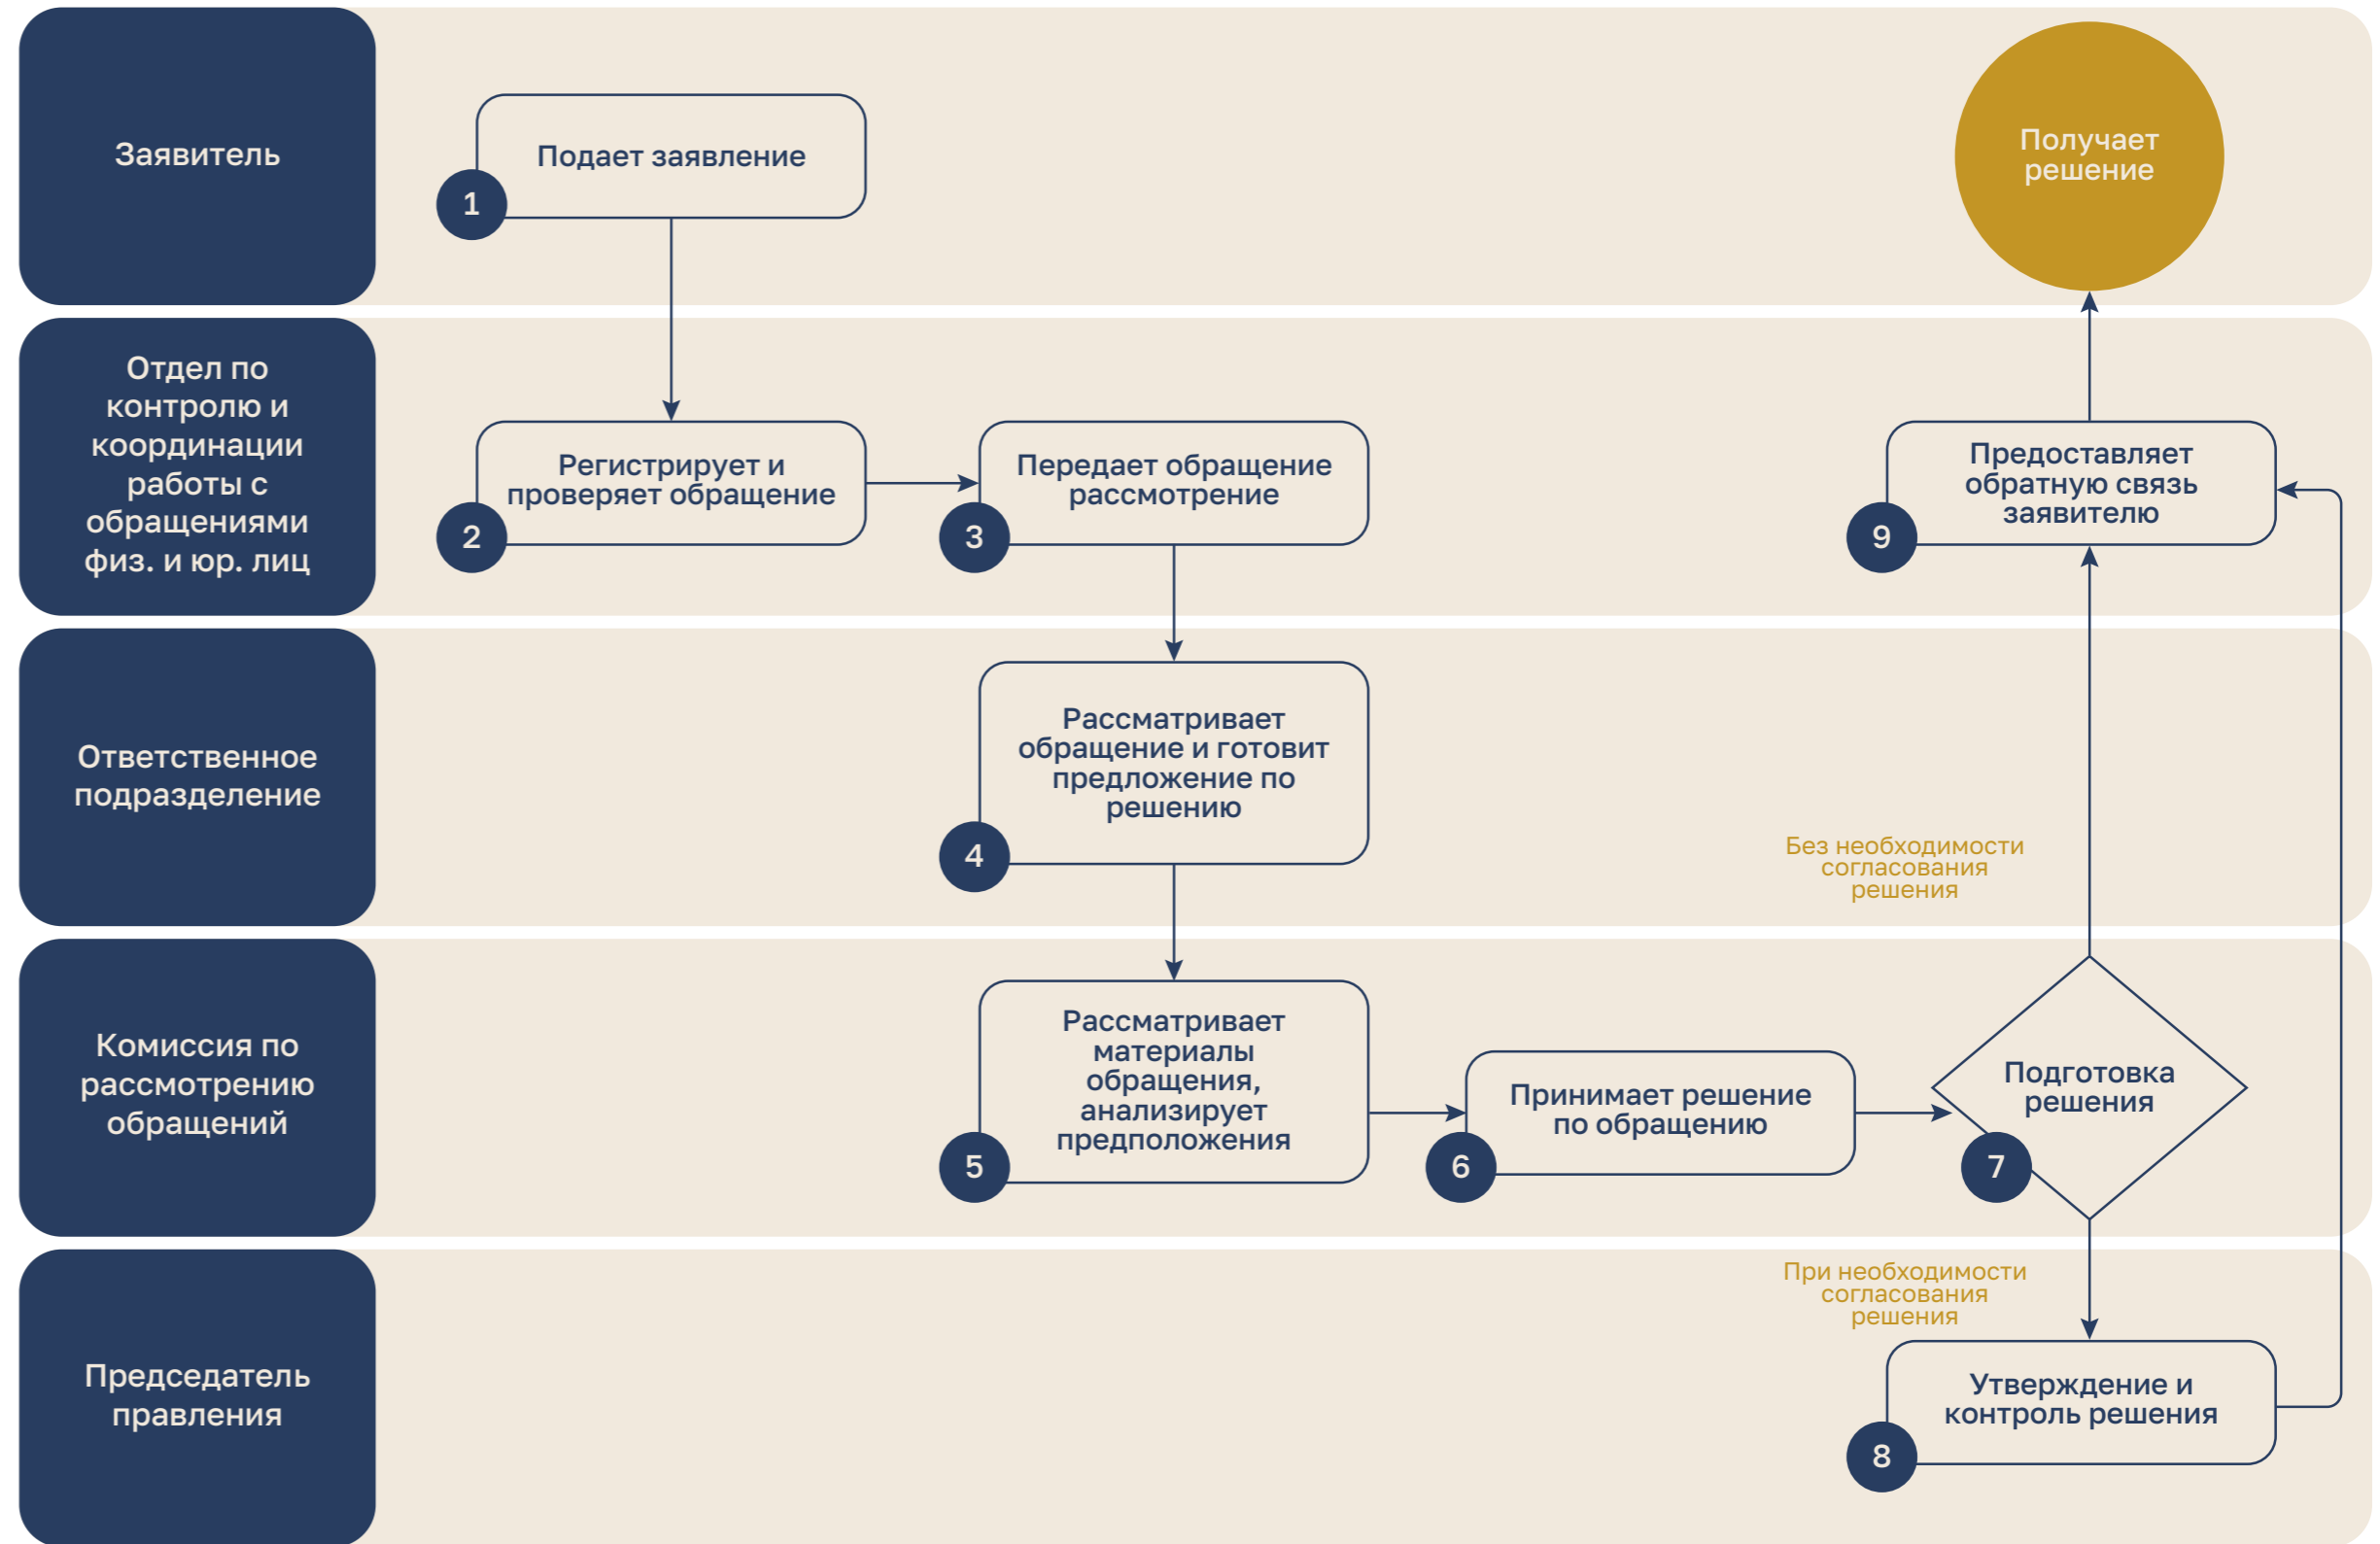 Заявитель
Подает заявление
1
Получает
решение
Отдел по
контролю и
координации
работы с
обращениями
физ. и юр. лиц
Регистрирует и
проверяет обращение
2
Передает обращение
рассмотрение
3
Предоставляет
обратную связь
заявителю
9
Ответственное
подразделение
Рассматривает
обращение и готовит
предложение по
решению
4
Без необходимости
согласования
решения
Комиссия по
рассмотрению
обращений
Рассматривает
материалы
обращения,
анализирует
предположения
5
Принимает решение
по обращению
6
Подготовка
решения
7
При необходимости
согласования
решения
Председатель
правления
Утверждение и
контроль решения
8